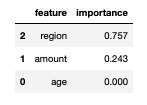 feature importance
2 region 0.757
1 amount 0.243
0 age 0.000